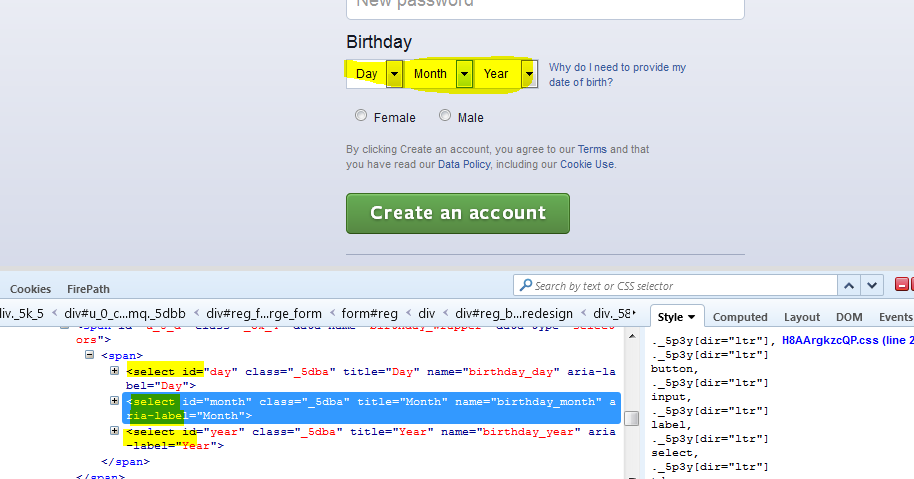 New password
Birthday
Day Month Year
Why do I need to provide my
date of birth?
Female Male
By clicking Create an account, you agree to our Terms and that
you have read our Data Policy, including our Cookie Use.
Create an account
Cookies FirePath
Search by text or CSS selector
div._5k_5 < div#u_0_c...mq._5dbb < div#reg_f...rge_form < form#reg < div < div#reg_b...redesign < div._58
Style Computed Layout DOM Events
ors">
<span>
<select id="day" class="_5dba" title="Day" name="birthday_day" aria-la
bel="Day">
<select id="month" class="_5dba" title="Month" name="birthday_month" a
ria-label="Month">
<select id="year" class="_5dba" title="Year" name="birthday_year" aria
-label="Year">
</span>
</span>
._5p3y[dir="ltr"], H8AArgkzcQP.css (line 2
._5p3y[dir="ltr"]
button,
._5p3y[dir="ltr"]
input,
._5p3y[dir="ltr"]
label,
._5p3y[dir="ltr"]
select,
._5p3y[dir="ltr"]